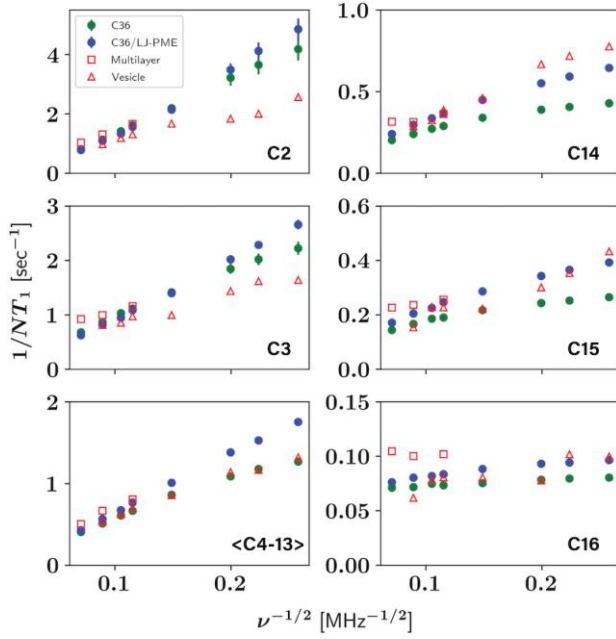 C36
C36/LJ-PME
Multilayer
Vesicle
4
2
0
C2
1.0
0.5
0.0
C14
3
2
1
0
C3
0.6
0.4
0.2
0.0
C15
2
1
0
0.1
0.2
<C4-13>
0.15
0.10
0.05
0.00
0.1
0.2
C16
1/NT₁ [sec⁻¹]
ν⁻¹/² [MHz⁻¹/²]